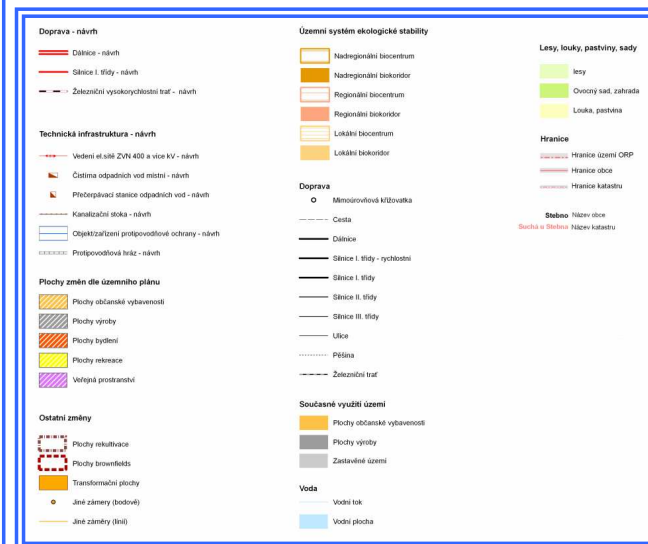 Doprava - návrh
Dálnice - návrh
Silnice I. třídy - návrh
Železniční vysokorychlostní trať - návrh
Technická infrastruktura - návrh
Vedení el.sítě ZVN 400 a více kV - návrh
Čistírna odpadních vod místní - návrh
Přečerpávací stanice odpadních vod - návrh
Kanalizační stoka - návrh
Objekt/zařízení protipovodňové ochrany - návrh
Protipovodňová hráz - návrh
Plochy změn dle územního plánu
Plochy občanské vybavenosti
Plochy výroby
Plochy bydlení
Plochy rekreace
Veřejná prostranství
Ostatní změny
Plochy rekultivace
Plochy brownfields
Transformační plochy
Jiné zámery (bodové)
Jiné záměry (linií)
Územní systém ekologické stability
Nadregionální biocentrum
Nadregionální biokoridor
Regionální biocentrum
Regionální biokoridor
Lokální biocentrum
Lokální biokoridor
Doprava
Mimoúrovňová křižovatka
Cesta
Dálnice
Silnice I. třídy - rychlostní
Silnice I. třídy
Silnice II. třídy
Silnice III. třídy
Ulice
Pěšina
Železniční trať
Současné využití území
Plochy občanské vybavenosti
Plochy výroby
Zastavěné území
Voda
Vodní tok
Vodní plocha
Lesy, louky, pastviny, sady
lesy
Ovocný sad, zahrada
Louka, pastvina
Hranice
Hranice území ORP
Hranice obce
Hranice katastru
Stebno Název obce
Suchá u Stebna Název katastru